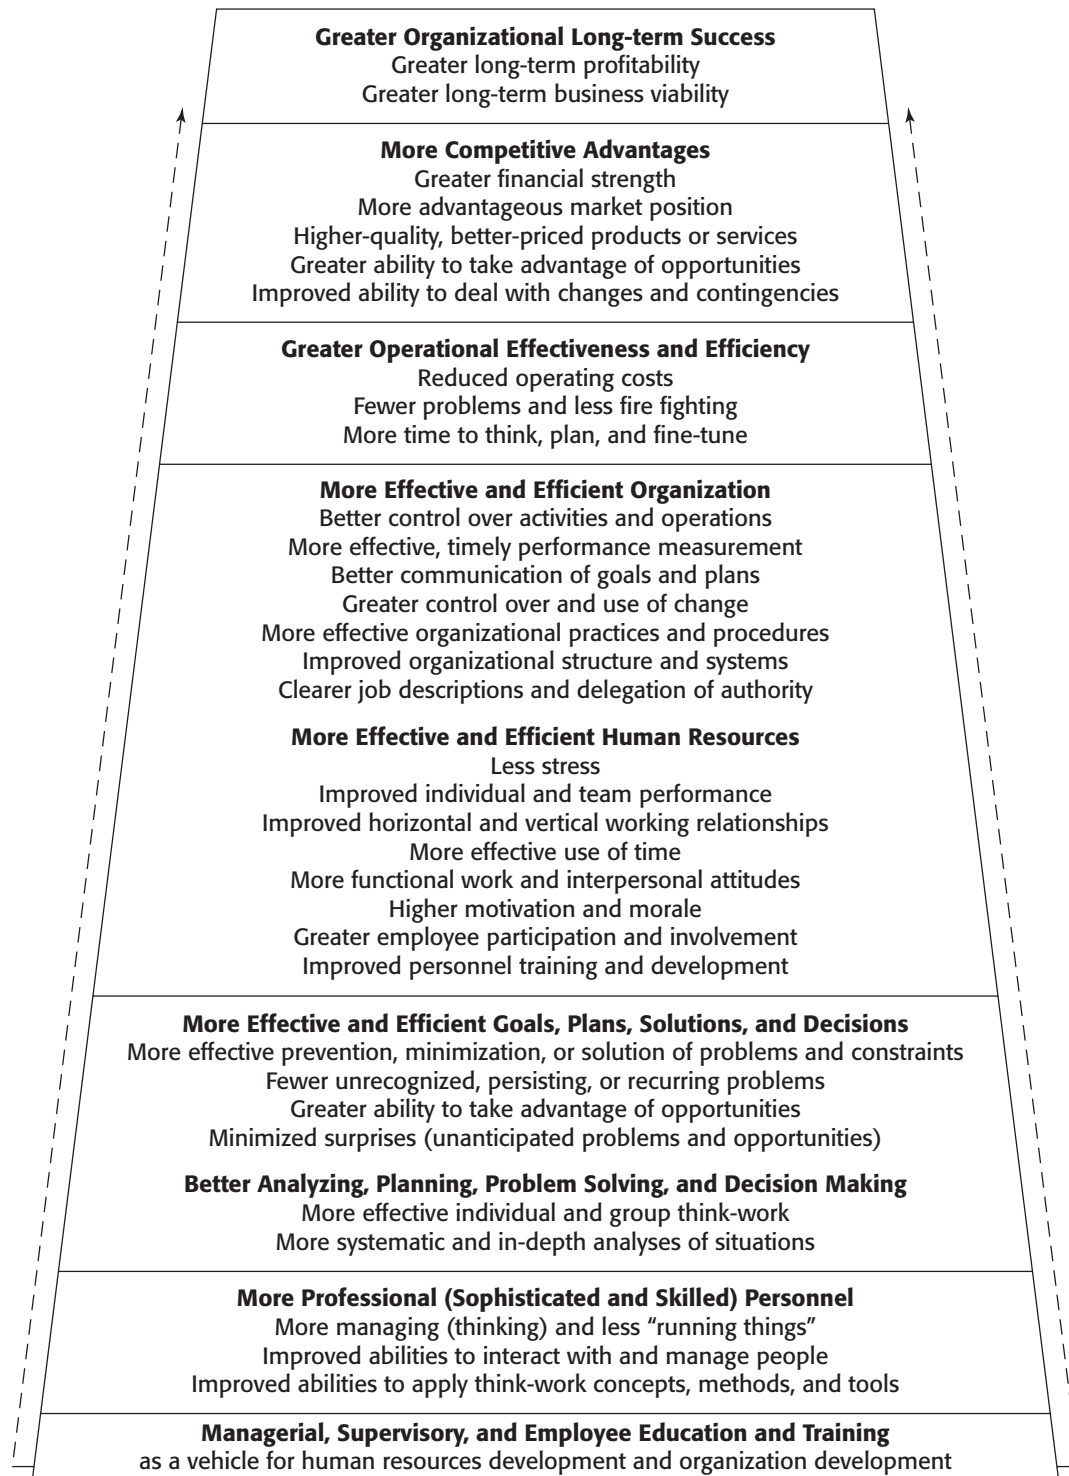 Greater Organizational Long-term Success
Greater long-term profitability
Greater long-term business viability
More Competitive Advantages
Greater financial strength
More advantageous market position
Higher-quality, better-priced products or services
Greater ability to take advantage of opportunities
Improved ability to deal with changes and contingencies
Greater Operational Effectiveness and Efficiency
Reduced operating costs
Fewer problems and less fire fighting
More time to think, plan, and fine-tune
More Effective and Efficient Organization
Better control over activities and operations
More effective, timely performance measurement
Better communication of goals and plans
Greater control over and use of change
More effective organizational practices and procedures
Improved organizational structure and systems
Clearer job descriptions and delegation of authority
More Effective and Efficient Human Resources
Less stress
Improved individual and team performance
Improved horizontal and vertical working relationships
More effective use of time
More functional work and interpersonal attitudes
Higher motivation and morale
Greater employee participation and involvement
Improved personnel training and development
More Effective and Efficient Goals, Plans, Solutions, and Decisions
More effective prevention, minimization, or solution of problems and constraints
Fewer unrecognized, persisting, or recurring problems
Greater ability to take advantage of opportunities
Minimized surprises (unanticipated problems and opportunities)
Better Analyzing, Planning, Problem Solving, and Decision Making
More effective individual and group think-work
More systematic and in-depth analyses of situations
More Professional (Sophisticated and Skilled) Personnel
More managing (thinking) and less “running things”
Improved abilities to interact with and manage people
Improved abilities to apply think-work concepts, methods, and tools
Managerial, Supervisory, and Employee Education and Training
as a vehicle for human resources development and organization development